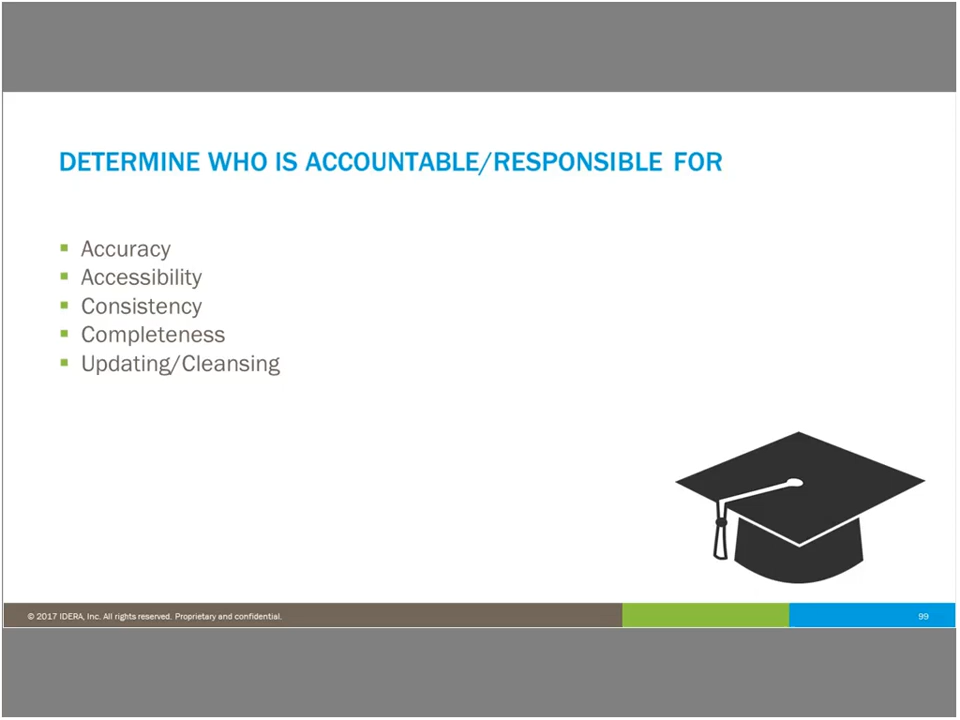 DETERMINE WHO IS ACCOUNTABLE/RESPONSIBLE FOR
Accuracy
Accessibility
Consistency
Completeness
Updating/Cleansing
© 2017 IDERA, Inc. All rights reserved. Proprietary and confidential.
99